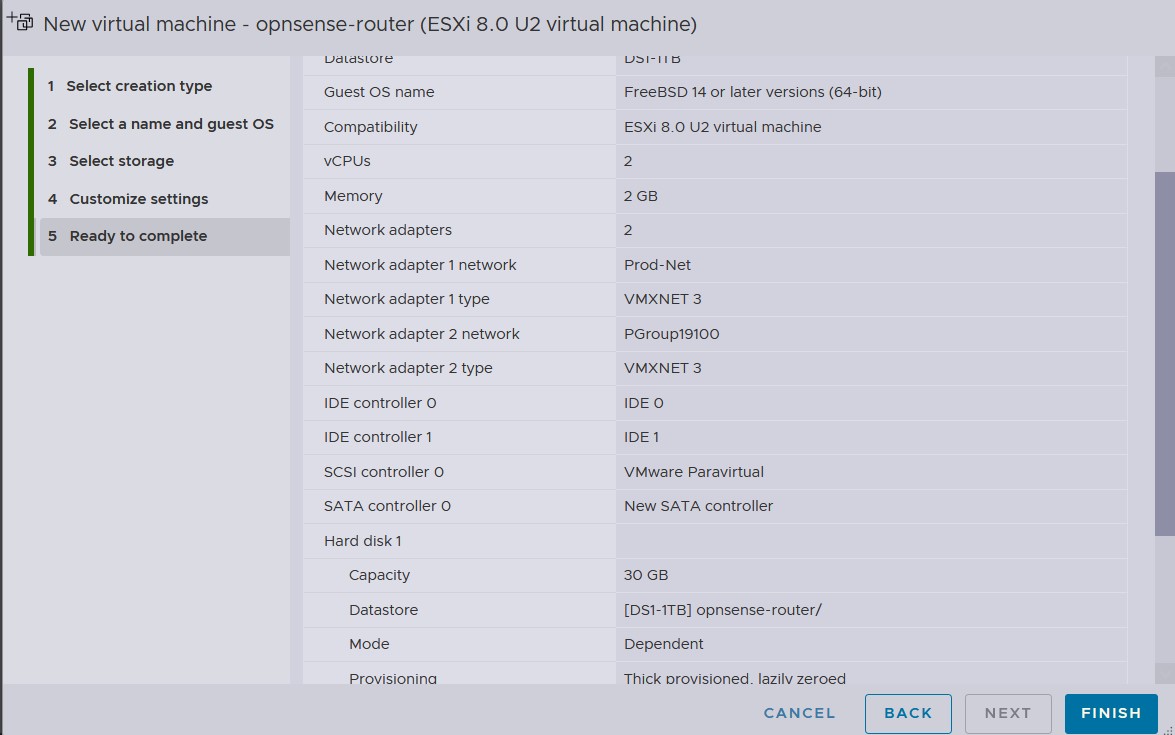 New virtual machine - opnsense-router (ESXi 8.0 U2 virtual machine)
1 Select creation type
2 Select a name and guest OS
3 Select storage
4 Customize settings
5 Ready to complete
Datastore DS1-1TB
Guest OS name FreeBSD 14 or later versions (64-bit)
Compatibility ESXi 8.0 U2 virtual machine
vCPUs 2
Memory 2 GB
Network adapters 2
Network adapter 1 network Prod-Net
Network adapter 1 type VMXNET 3
Network adapter 2 network PGroup19100
Network adapter 2 type VMXNET 3
IDE controller 0 IDE 0
IDE controller 1 IDE 1
SCSI controller 0 VMware Paravirtual
SATA controller 0 New SATA controller
Hard disk 1
Capacity 30 GB
Datastore [DS1-1TB] opnsense-router/
Mode Dependent
Provisioning Thick provisioned, lazily zeroed
CANCEL BACK NEXT FINISH